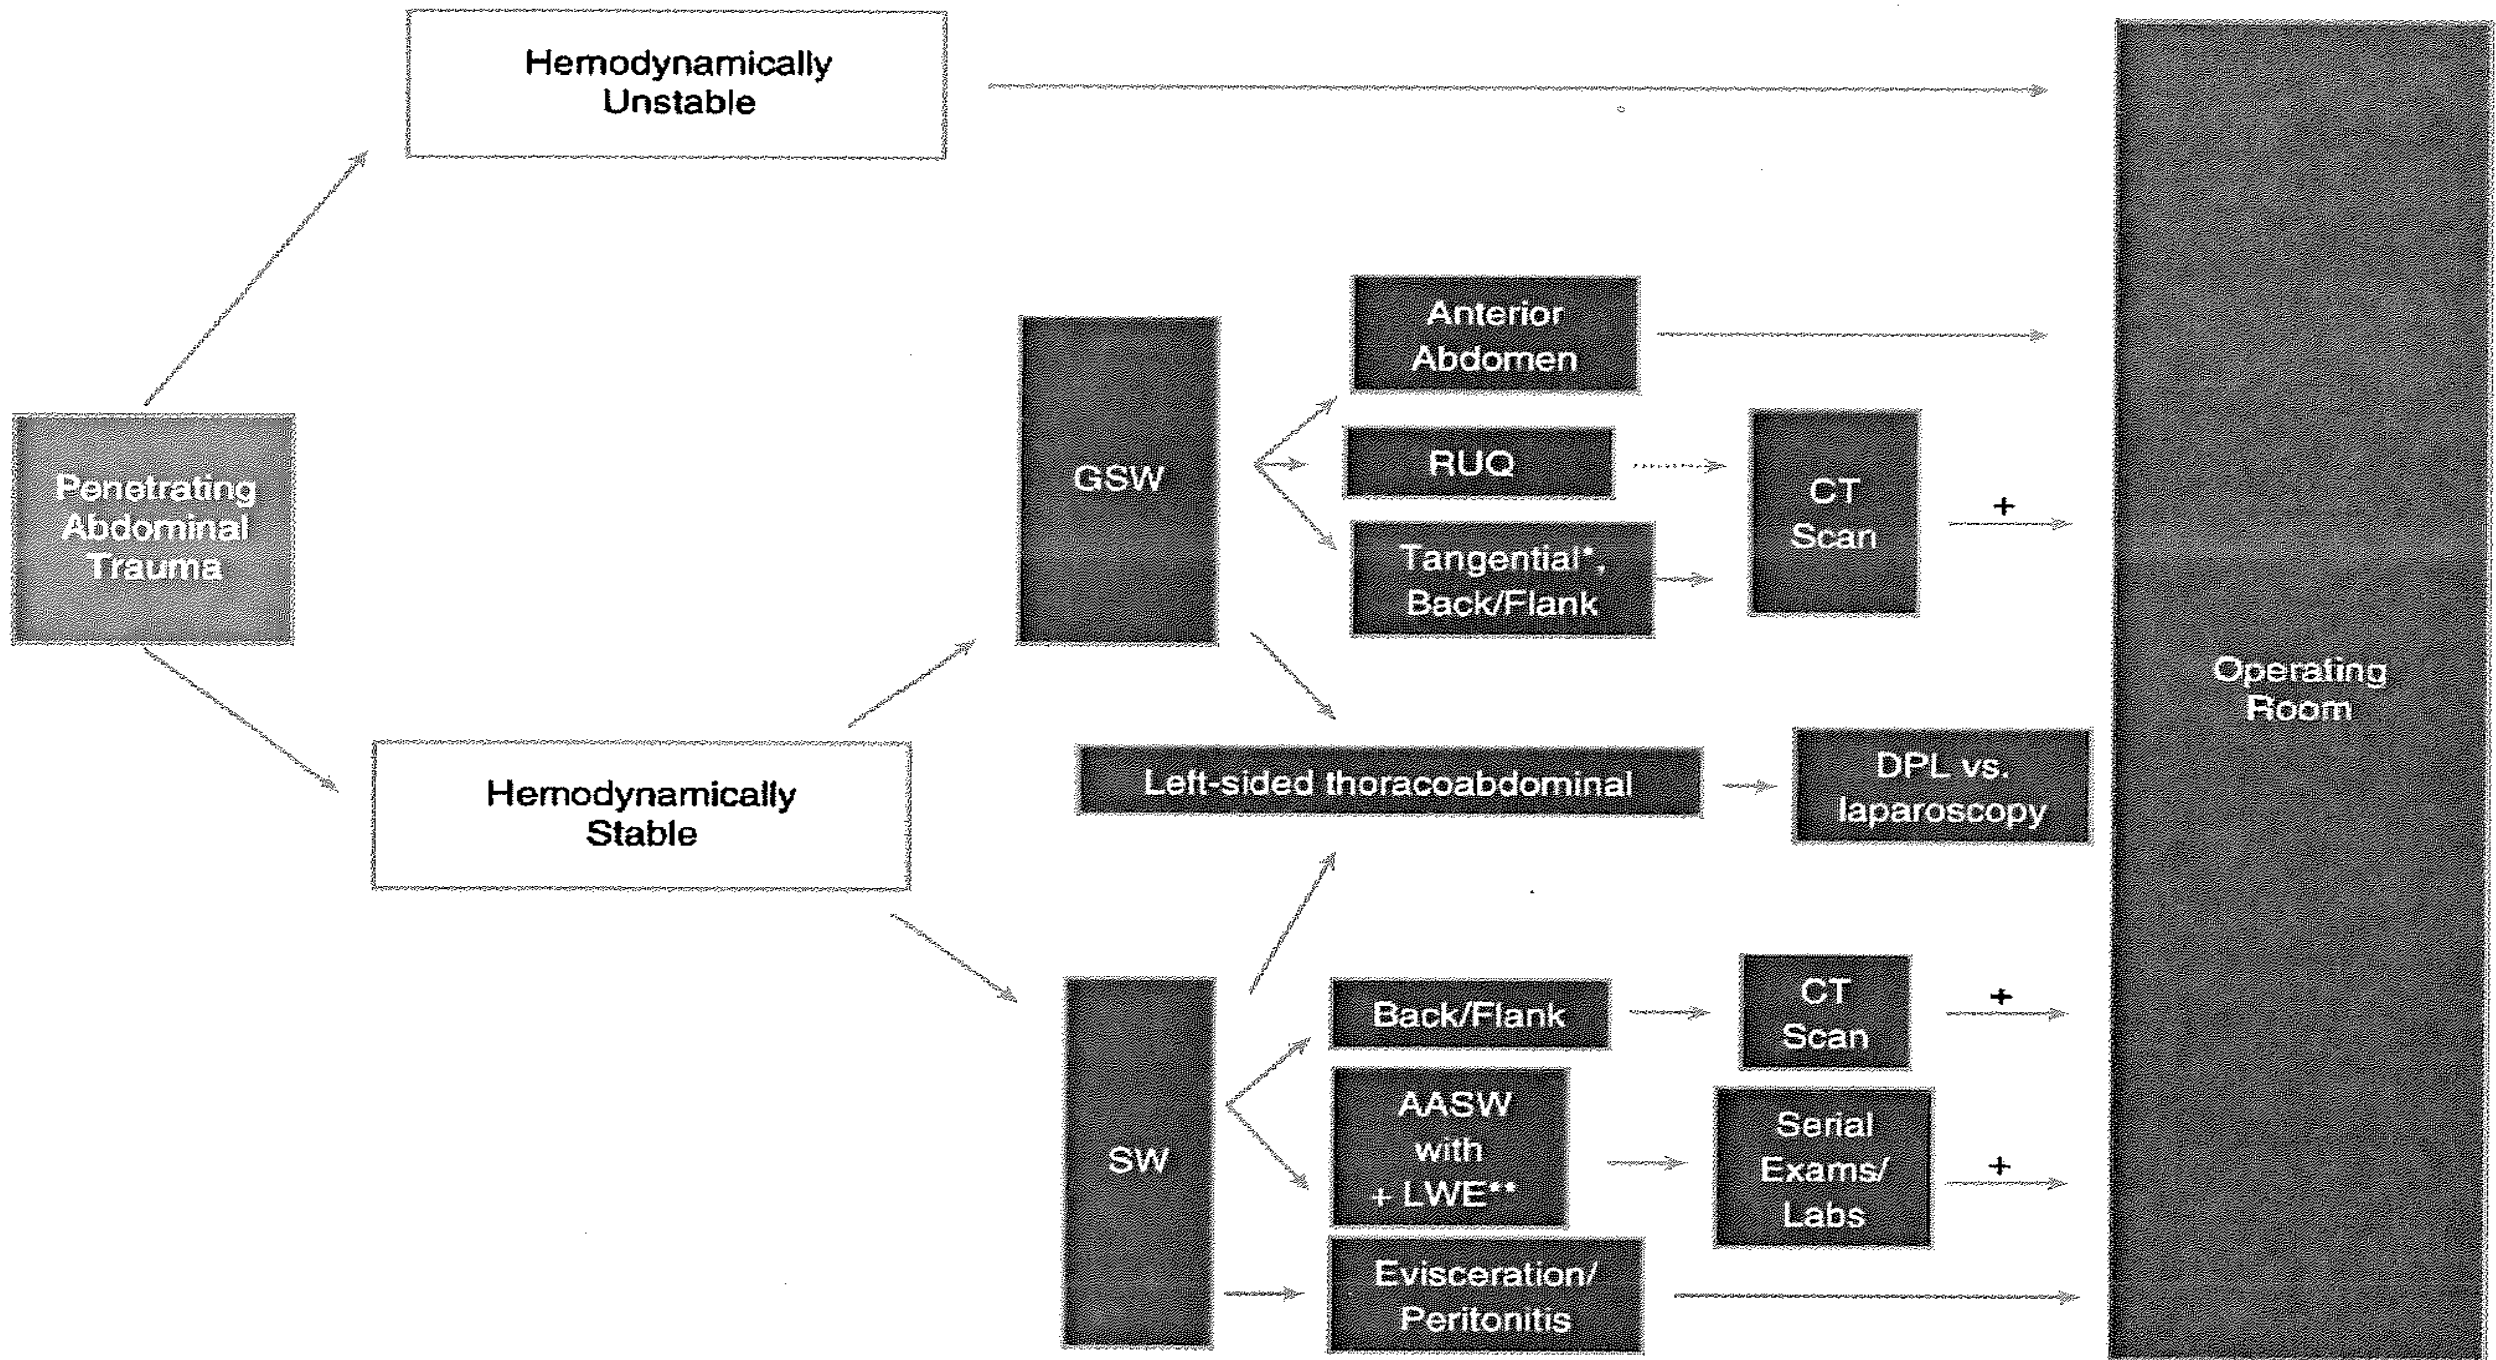 Hemodynamically
Unstable
Penetrating
Abdominal
Trauma
Hemodynamically
Stable
GSW
Anterior
Abdomen
RUQ
Tangential*,
Back/Flank
CT
Scan
+
Left-sided thoracoabdominal
DPL vs.
laparoscopy
SW
Back/Flank
CT
Scan
+
AASW
with
+ LWE**
Serial
Exams/
Labs
+
Evisceration/
Peritonitis
Operating
Room